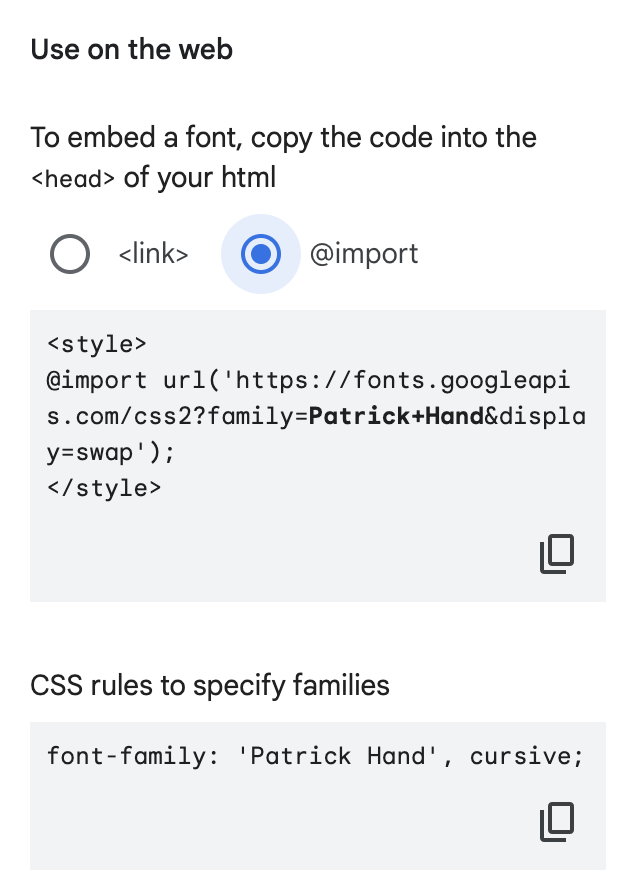 Use on the web
To embed a font, copy the code into the
<head> of your html
<link> @import
<style>
@import url('https://fonts.googleapi
s.com/css2?family=Patrick+Hand&displa
y=swap');
</style>
CSS rules to specify families
font-family: 'Patrick Hand', cursive;